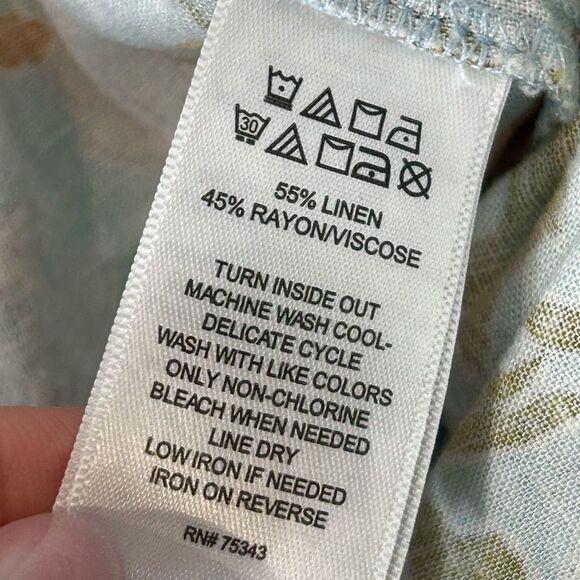 30
55% LINEN
45% RAYON/VISCOSE
TURN INSIDE OUT
MACHINE WASH COOL-
DELICATE CYCLE
WASH WITH LIKE COLORS
ONLY NON-CHLORINE
BLEACH WHEN NEEDED
LINE DRY
LOW IRON IF NEEDED
IRON ON REVERSE
RN# 75343